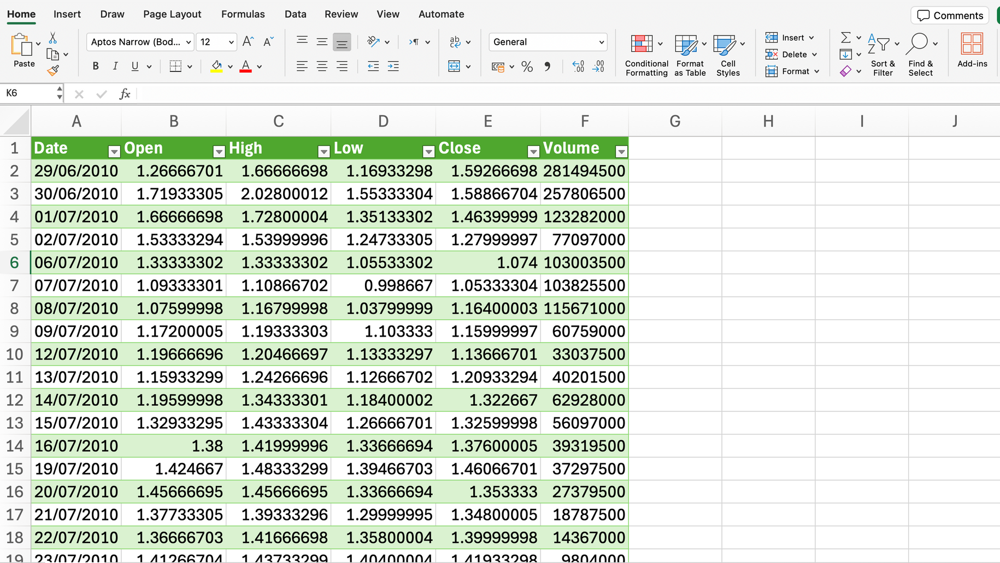 Home Insert Draw Page Layout Formulas Data Review View Automate Comments
Paste Aptos Narrow (Bod... 12 A A ab General Conditional Formatting Format as Table Cell Styles Insert Delete Format Sort & Filter Find & Select Add-ins
B I U A %
K6 fx
A B C D E F G H I J
1 Date Open High Low Close Volume
2 29/06/2010 1.26666701 1.66666698 1.16933298 1.59266698 281494500
3 30/06/2010 1.71933305 2.02800012 1.55333304 1.58866704 257806500
4 01/07/2010 1.66666698 1.72800004 1.35133302 1.46399999 123282000
5 02/07/2010 1.53333294 1.53999996 1.24733305 1.27999997 77097000
6 06/07/2010 1.33333302 1.33333302 1.05533302 1.074 103003500
7 07/07/2010 1.09333301 1.10866702 0.998667 1.05333304 103825500
8 08/07/2010 1.07599998 1.16799998 1.03799999 1.16400003 115671000
9 09/07/2010 1.17200005 1.19333303 1.103333 1.15999997 60759000
10 12/07/2010 1.19666696 1.20466697 1.13333297 1.13666701 33037500
11 13/07/2010 1.15933299 1.24266696 1.12666702 1.20933294 40201500
12 14/07/2010 1.19599998 1.34333301 1.18400002 1.322667 62928000
13 15/07/2010 1.32933295 1.43333304 1.26666701 1.32599998 56097000
14 16/07/2010 1.38 1.41999996 1.33666694 1.37600005 39319500
15 19/07/2010 1.424667 1.48333299 1.39466703 1.46066701 37297500
16 20/07/2010 1.45666695 1.45666695 1.33666694 1.353333 27379500
17 21/07/2010 1.37733305 1.39333296 1.29999995 1.34800005 18787500
18 22/07/2010 1.36666703 1.41666698 1.35800004 1.39999998 14367000
19 23/07/2010 1.41266704 1.43733299 1.40400004 1.41933298 9804000